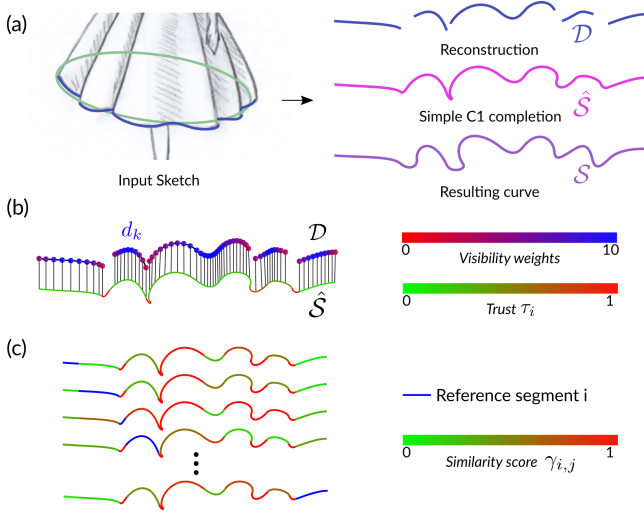 (a)
𝒟
Reconstruction
Simple C1 completion
𝒮̂
Input Sketch
𝒮
Resulting curve
(b)
d_k
𝒟
𝒮̂
0
10
Visibility weights
0
1
Trust τ_i
(c)
Reference segment i
0
1
Similarity score γ_{i,j}